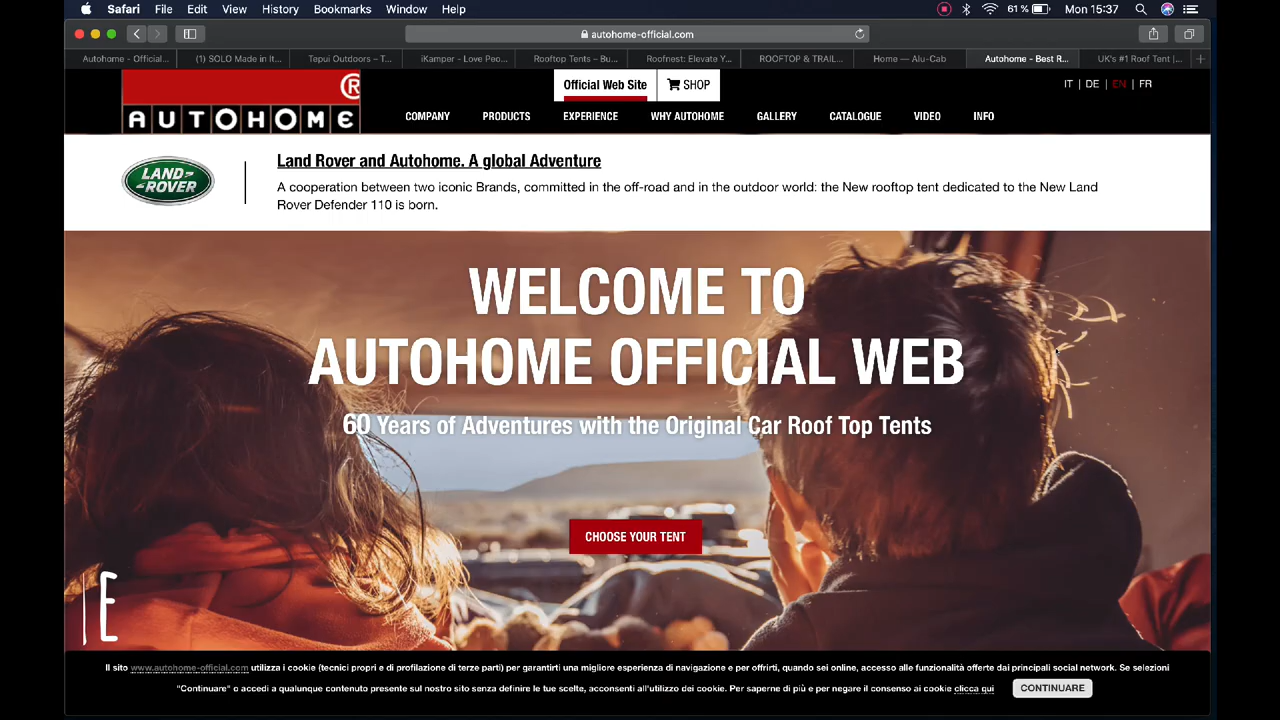 Safari File Edit View History Bookmarks Window Help 61 % Mon 15:37
autohome-official.com
Autohome - Official... (1) SOLO Made in It... Tepui Outdoors – T... iKamper - Love Peo... Rooftop Tents – Bu... Roofnest: Elevate Y... ROOFTOP & TRAIL... Home — Alu-Cab Autohome - Best R... UK's #1 Roof Tent |...
Official Web Site SHOP
IT | DE | EN | FR
AUTOHOME ®
COMPANY PRODUCTS EXPERIENCE WHY AUTOHOME GALLERY CATALOGUE VIDEO INFO
LAND-
ROVER
Land Rover and Autohome. A global Adventure
A cooperation between two iconic Brands, committed in the off-road and in the outdoor world: the New rooftop tent dedicated to the New Land
Rover Defender 110 is born.
WELCOME TO
AUTOHOME OFFICIAL WEB
60 Years of Adventures with the Original Car Roof Top Tents
CHOOSE YOUR TENT
Il sito www.autohome-official.com utilizza i cookie (tecnici propri e di profilazione di terze parti) per garantirti una migliore esperienza di navigazione e per offrirti, quando sei online, accesso alle funzionalità offerte dai principali social network. Se selezioni
"Continuare" o accedi a qualunque contenuto presente sul nostro sito senza definire le tue scelte, acconsenti all'utilizzo dei cookie. Per saperne di più e per negare il consenso ai cookie clicca qui CONTINUARE